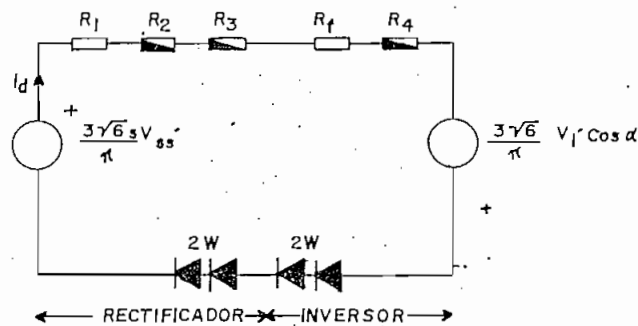 R1 R2 R3 Rf R4
Id
+
3√6 s Vss'
π
3√6 V1' Cos α
π
+
2W 2W
RECTIFICADOR INVERSOR